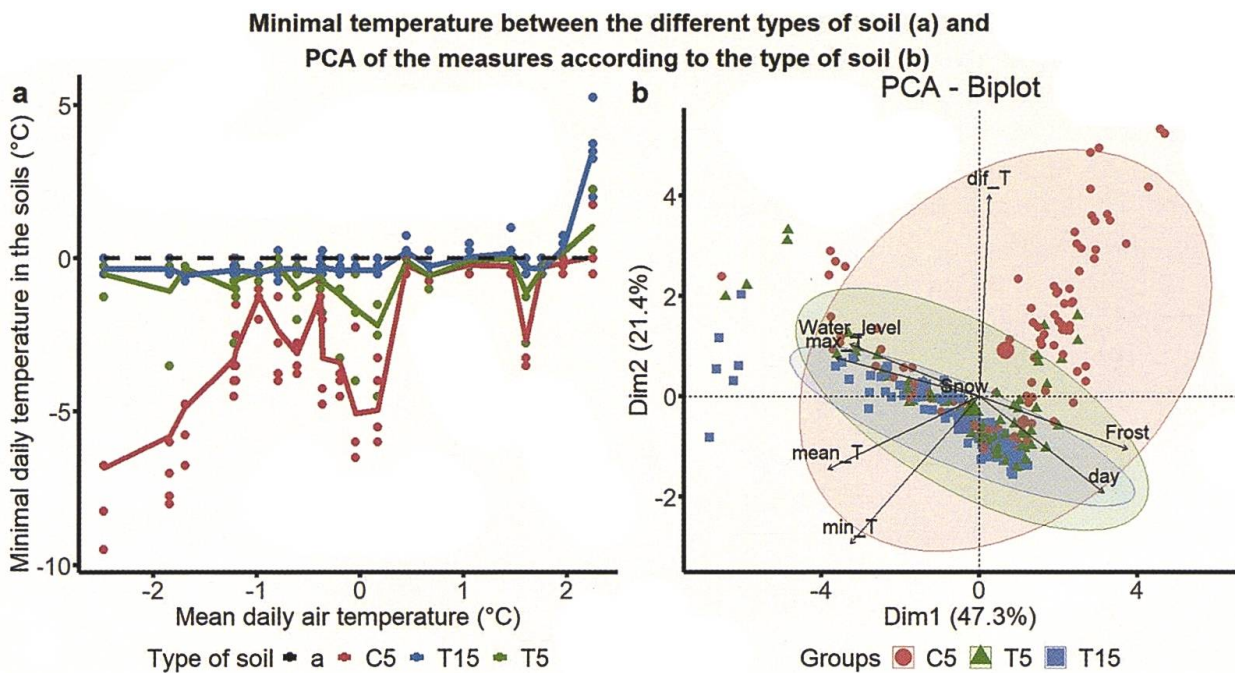 Minimal temperature between the different types of soil (a) and
PCA of the measures according to the type of soil (b)
a
Minimal daily temperature in the soils (°C)
5
0
-5
-10
-2
-1
0
1
2
Mean daily air temperature (°C)
Type of soil a C5 T15 T5
b
PCA - Biplot
Dim2 (21.4%)
4
2
0
-2
dif_T
Water_level
max_T
Snow
Frost
mean_T
day
min_T
-4
0
4
Dim1 (47.3%)
Groups C5 T5 T15